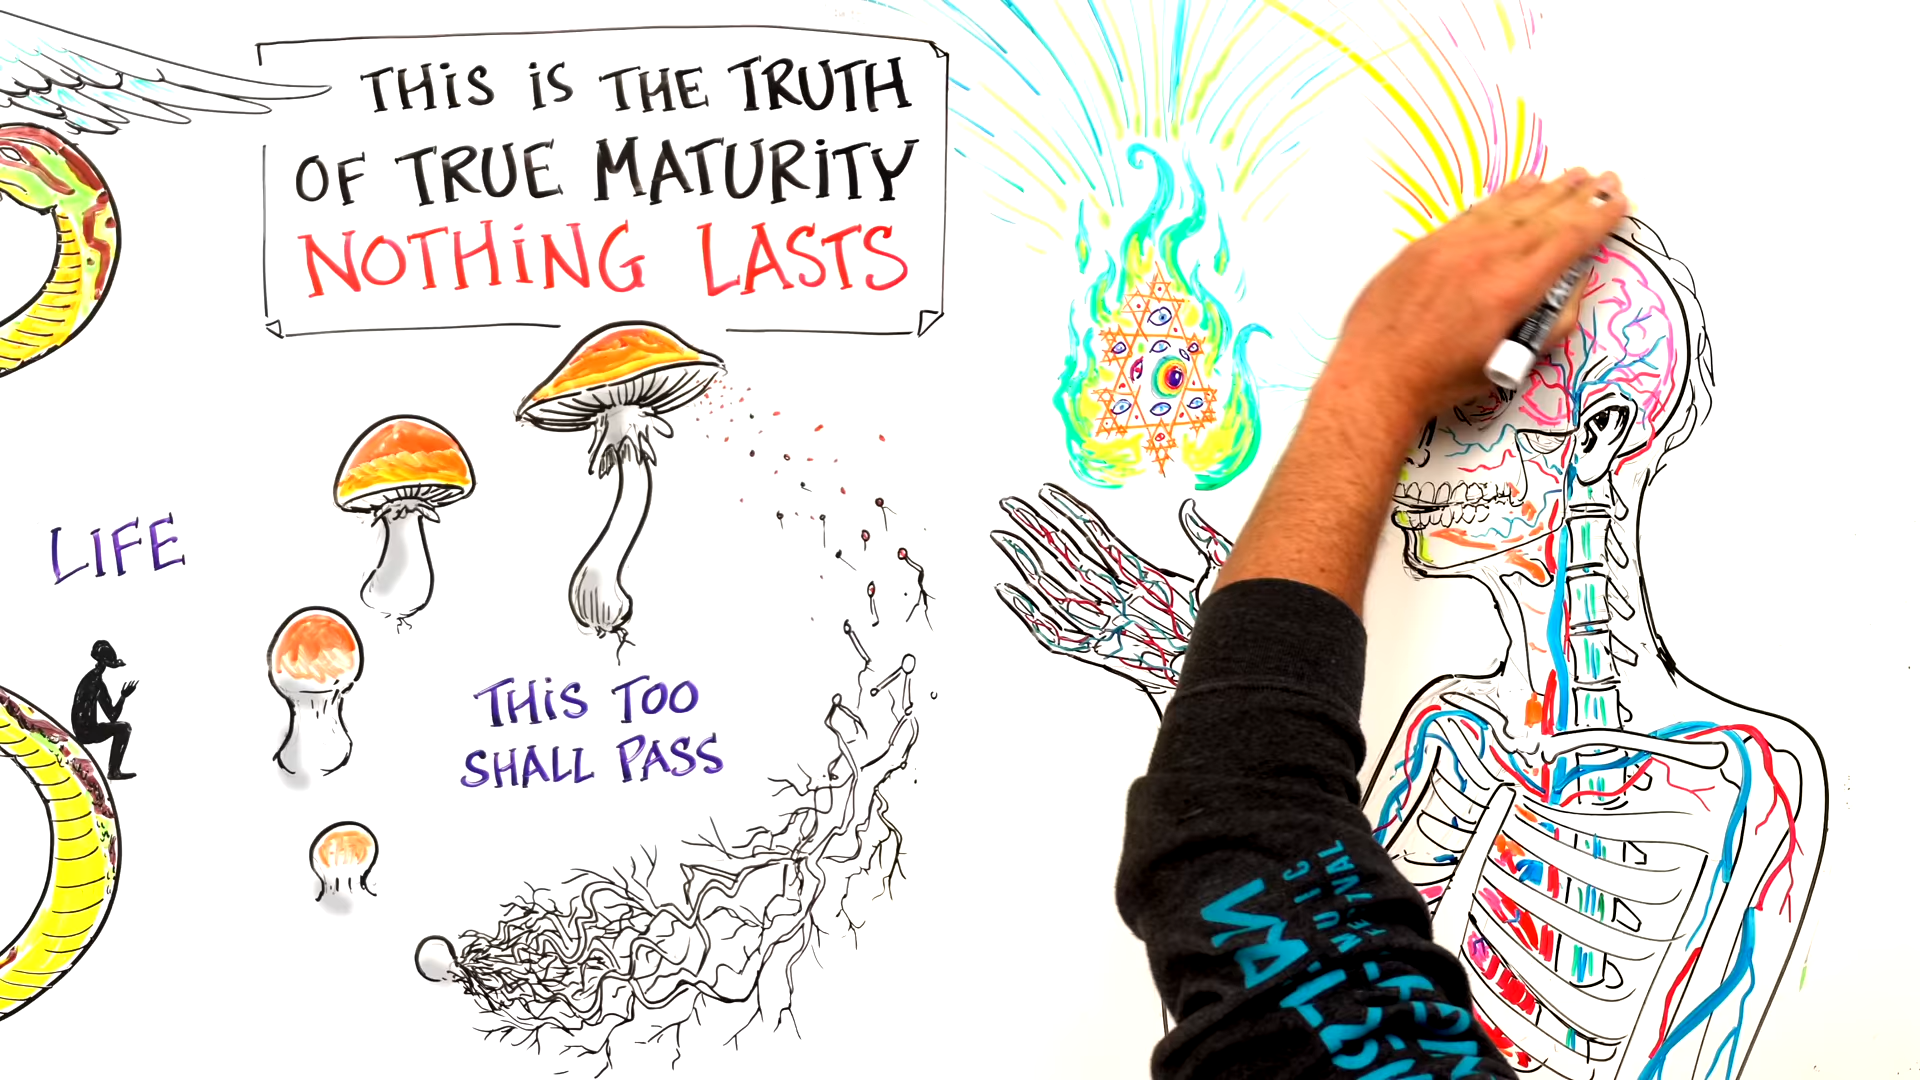 THIS IS THE TRUTH
OF TRUE MATURITY
NOTHING LASTS
LIFE
THIS TOO
SHALL PASS